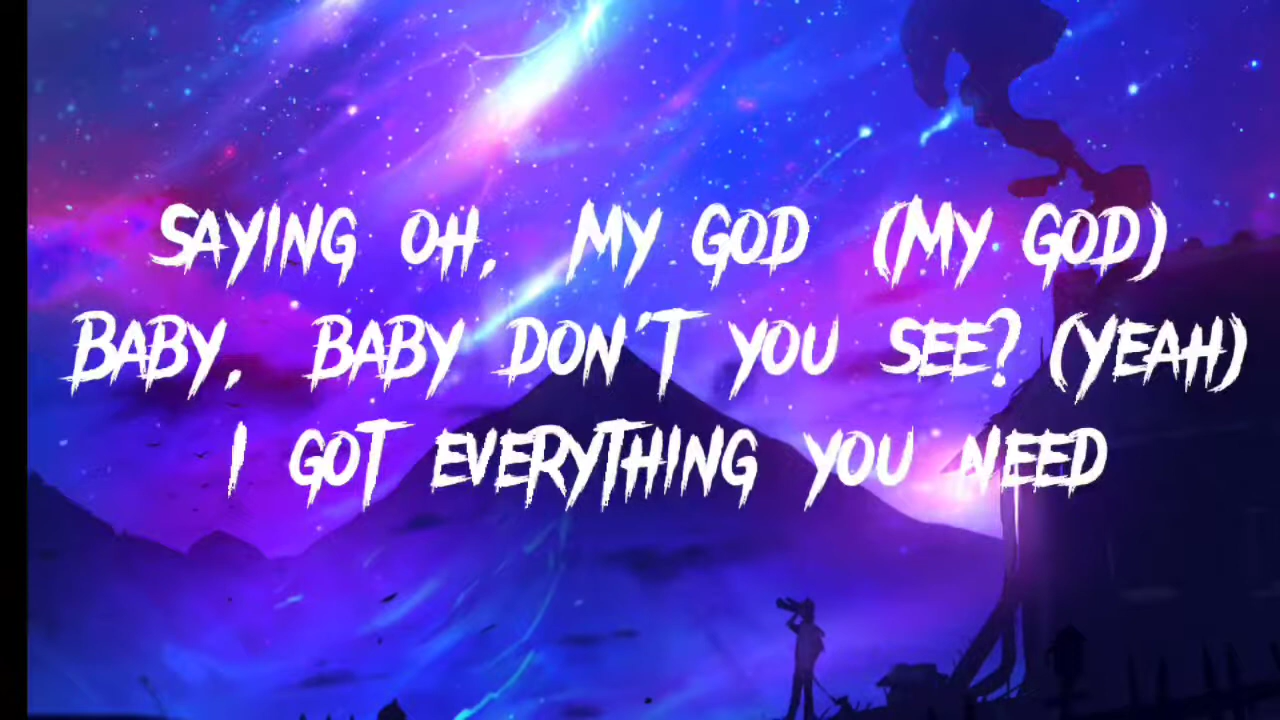 SAYING OH, MY GOD (MY GOD)
BABY, BABY DON'T YOU SEE? (YEAH)
I GOT EVERYTHING YOU NEED